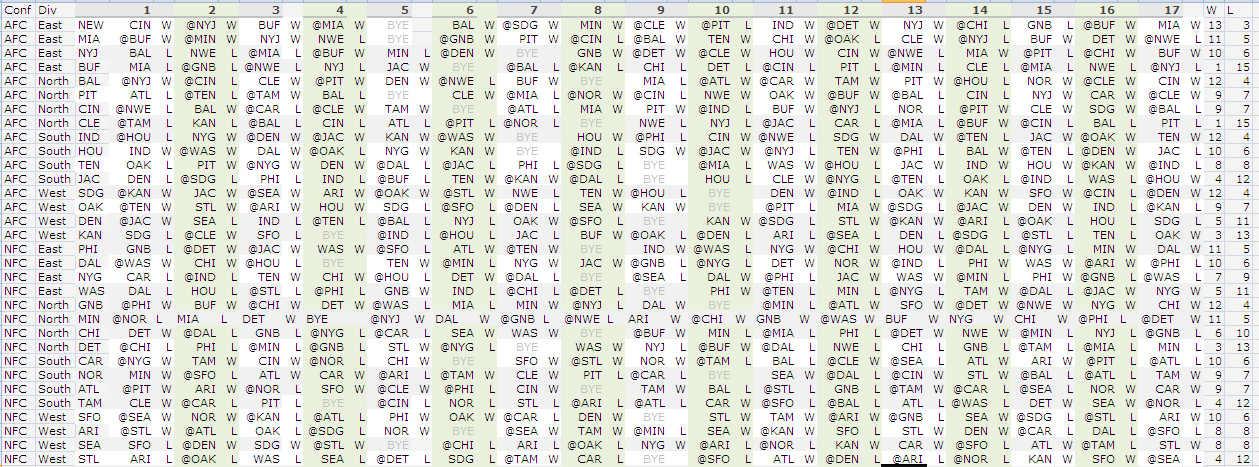 Conf Div 1 2 3 4 5 6 7 8 9 10 11 12 13 14 15 16 17 W L
AFC East NEW CIN W @NYJ W BUF W @MIA W BYE BAL W @SDG W MIN W @CLE W @PIT L IND W @DET W NYJ L @CHI W GNB L @BUF W MIA W 13 3
AFC East MIA @BUF W @MIN W NYJ W NWE L BYE @GNB W PIT W @CIN L @BAL W TEN W CHI W @OAK L CLE W @NYJ L BUF W DET W @NWE L 11 5
AFC East NYJ BAL L NWE L @MIA L @BUF W MIN L @DEN W BYE GNB W @DET W @CLE W HOU W CIN W @NWE W MIA W @PIT L @CHI W BUF W 10 6
AFC East BUF MIA L @GNB L @NWE L NYJ L JAC W BYE @BAL L @KAN L CHI L DET L @CIN L PIT L @MIN L CLE L @MIA L NWE L @NYJ L 1 15
AFC North BAL @NYJ W @CIN L CLE W @PIT W DEN W @NWE L BUF W BYE MIA W @ATL W @CAR W TAM W PIT W @HOU L NOR W @CLE W CIN W 12 4
AFC North PIT ATL L @TEN L @TAM W BAL L BYE CLE W @MIA L @NOR W @CIN L NWE W OAK W @BUF W @BAL L CIN L NYJ W CAR W @CLE W 9 7
AFC North CIN @NWE L BAL W @CAR L @CLE W TAM W BYE @ATL W MIA W PIT W @IND L BUF W @NYJ L NOR W @PIT W CLE W SDG W @BAL L 9 7
AFC North CLE @TAM L KAN L @BAL L CIN L ATL L @PIT L @NOR L BYE NWE L NYJ L @JAC L CAR L @MIA L @BUF W @CIN L BAL L PIT L 1 15
AFC South IND @HOU L NYG W @DEN W @JAC W KAN W @WAS W BYE HOU W @PHI L CIN W @NWE L SDG W DAL W @TEN L JAC W @OAK W TEN W 12 4
AFC South HOU IND W @WAS W DAL W @OAK L NYG W KAN W BYE @IND L SDG W @JAC W @NYJ L TEN W @PHI L BAL W @TEN L DEN W JAC W 10 6
AFC South TEN OAK L PIT W @NYG W DEN W @DAL L @JAC L PHI L @SDG L BYE @MIA L WAS W @HOU L JAC W IND W HOU W @KAN W @IND L 8 8
AFC South JAC DEN L @SDG L PHI L IND L @BUF L TEN W @KAN W @DAL L BYE HOU L CLE W @NYG L @TEN L OAK L @IND L WAS L @HOU W 4 12
AFC West SDG @KAN W JAC W @SEA W ARI W @OAK W @STL W NWE L TEN W @HOU L BYE DEN W @IND L OAK W KAN W SFO W @CIN L @DEN W 12 4
AFC West OAK @TEN W STL W @ARI W HOU W SDG L @SFO L @DEN L SEA W KAN W BYE @PIT L MIA W @SDG L @JAC W DEN W IND L @KAN L 9 7
AFC West DEN @JAC W SEA L IND L @TEN L @BAL L NYJ L OAK W @SFO L BYE KAN W @SDG L STL W @KAN W @ARI L @OAK L HOU L SDG L 5 11
AFC West KAN SDG L @CLE W SFO L BYE @IND L @HOU L JAC L BUF W @OAK L @DEN L ARI L @SEA L DEN L @SDG L @STL L TEN L OAK W 3 13
NFC East PHI GNB L @DET W @JAC W WAS W @SFO L ATL W @TEN W BYE IND W @WAS L NYG W @CHI W HOU W @DAL L @NYG L MIN W DAL W 11 5
NFC East DAL @WAS W CHI W @HOU L BYE TEN W @MIN L NYG W JAC W @GNB L @NYG L DET W NOR W @IND L PHI W WAS W @ARI W @PHI L 10 6
NFC East NYG CAR L @IND L TEN L CHI W @HOU L DET W @DAL L BYE @SEA L DAL W @PHI L JAC W WAS W @MIN L PHI W @GNB L @WAS W 7 9
NFC East WAS DAL L HOU L @STL L @PHI L GNB W IND L @CHI L @DET L BYE PHI W @TEN L MIN L @NYG L TAM W @DAL L @JAC W NYG L 5 11
NFC North GNB @PHI W BUF W @CHI W DET W @WAS L MIA L MIN W @NYJ L DAL W BYE @MIN L @ATL W SFO W @DET W @NWE W NYG W CHI W 12 4
NFC North MIN @NOR L MIA L DET W BYE @NYJ W DAL W @GNB L @NWE L ARI W @CHI W GNB W @WAS W BUF W NYG W CHI W @PHI L @DET W 11 5
NFC North CHI DET W @DAL L GNB L @NYG L @CAR L SEA W WAS W BYE @BUF W MIN L @MIA L PHI L @DET W NWE L @MIN L NYJ L @GNB L 6 10
NFC North DET @CHI L PHI L @MIN L @GNB L STL W @NYG L BYE WAS W NYJ L @BUF W @DAL L NWE L CHI L GNB L @TAM W @MIA L MIN L 3 13
NFC South CAR @NYG W TAM W CIN W @NOR L CHI W BYE SFO W @STL W NOR W @TAM W BAL L @CLE W @SEA L ATL W ARI W @PIT L @ATL L 10 6
NFC South NOR MIN W @SFO L ATL W CAR W @ARI L @TAM W CLE W PIT L @CAR L BYE SEA W @DAL L @CIN L STL W @BAL L @ATL L TAM W 9 7
NFC South ATL @PIT W ARI W @NOR L SFO W @CLE W @PHI L CIN W BYE TAM W BAL L @STL W GNB L @TAM W @CAR L @SEA L NOR W CAR W 9 7
NFC South TAM CLE W @CAR L PIT L BYE @CIN L NOR L STL L @ARI L @ATL L CAR W @SFO L @BAL L ATL L @WAS L DET W SEA W @NOR L 4 12
NFC West SFO @SEA W NOR W @KAN W @ATL L PHI W OAK W @CAR L DEN W BYE STL W TAM W @ARI W @GNB L SEA W @SDG L @STL L ARI W 10 6
NFC West ARI @STL W @ATL L OAK L @SDG L NOR W BYE @SEA W TAM W @MIN L SEA W @KAN W SFO L STL W DEN W @CAR L DAL L @SFO L 8 8
NFC West SEA SFO L @DEN W SDG W @STL W BYE @CHI L ARI L @OAK L NYG W @ARI L @NOR L KAN W CAR W @SFO L ATL W @TAM L STL W 8 8
NFC West STL ARI L @OAK L WAS L SEA L @DET L SDG L @TAM W CAR L BYE @SFO L ATL W @DEN L @ARI L @NOR L KAN W SFO W @SEA L 4 12